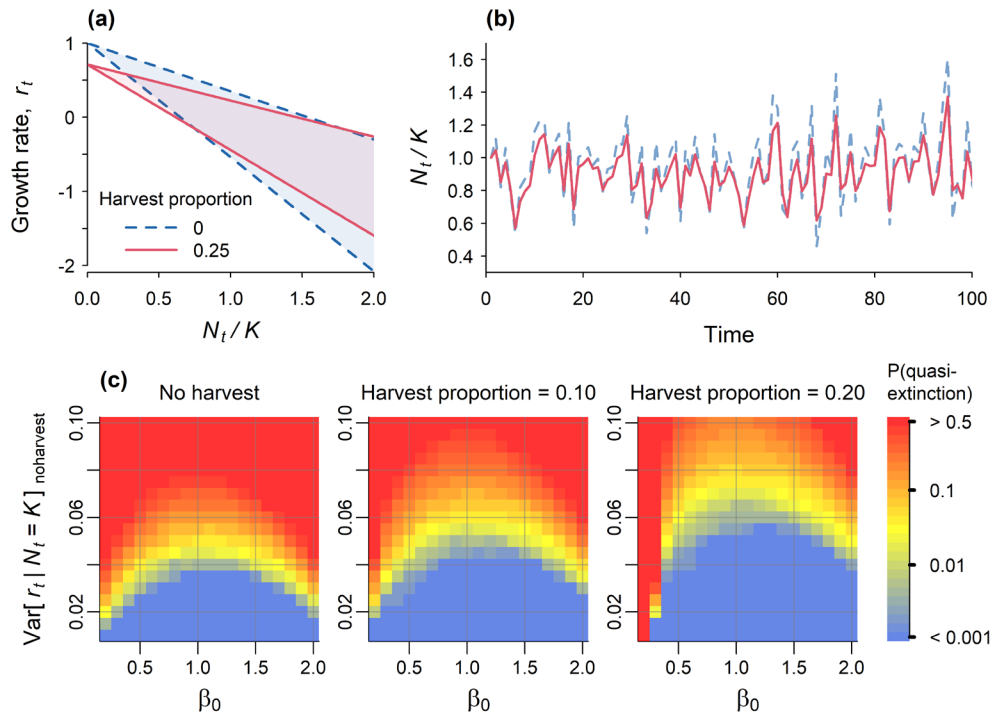 (a)
1
0
-1
-2
Growth rate, r_t
Harvest proportion
0
0.25
0.0 0.5 1.0 1.5 2.0
N_t / K
(b)
1.6
1.4
1.2
1.0
0.8
0.6
0.4
N_t / K
0 20 40 60 80 100
Time
(c)
No harvest
Harvest proportion = 0.10
Harvest proportion = 0.20
P(quasi-
extinction)
Var[ r_t | N_t = K ] noharvest
0.10
0.06
0.02
0.5 1.0 1.5 2.0
β₀
0.10
0.06
0.02
0.5 1.0 1.5 2.0
β₀
0.10
0.06
0.02
0.5 1.0 1.5 2.0
β₀
> 0.5
0.1
0.01
< 0.001